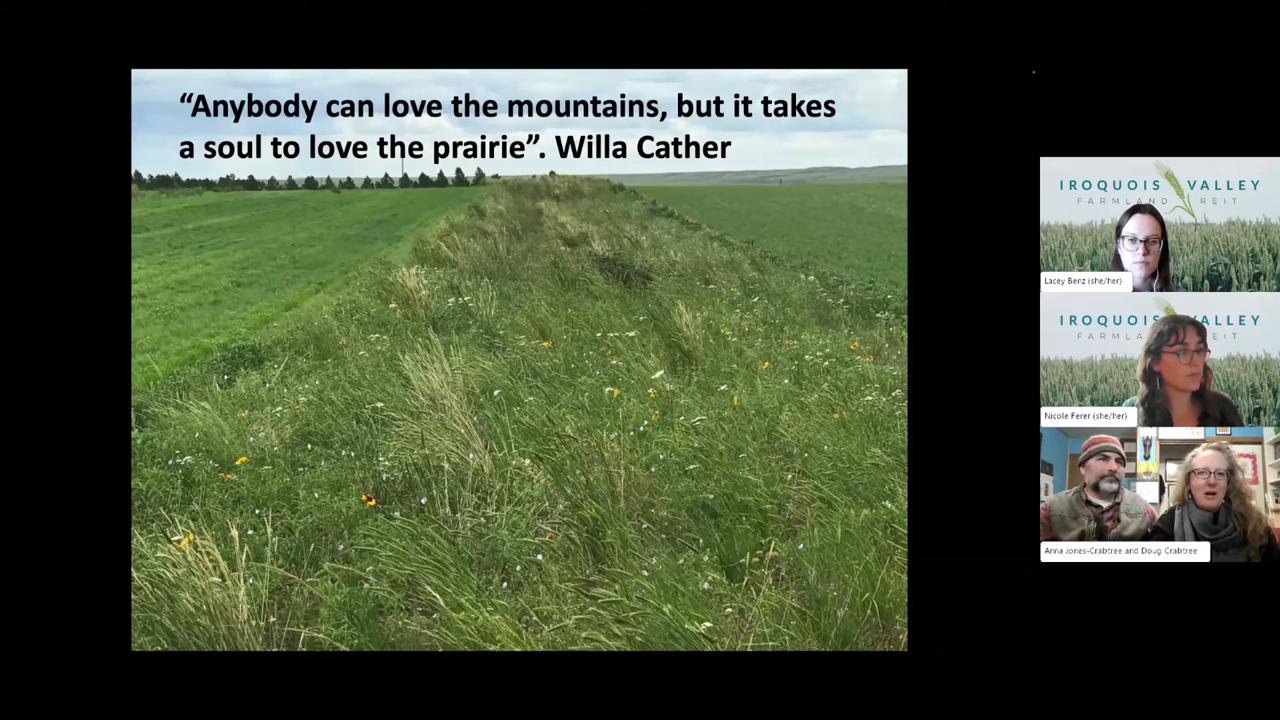 “Anybody can love the mountains, but it takes
a soul to love the prairie”. Willa Cather
IROQUOIS VALLEY
FARMLAND REIT
Lacey Benz (she/her)
IROQUOIS VALLEY
FARMLAND REIT
Nicole Ferer (she/her)
Anna Jones-Crabtree and Doug Crabtree